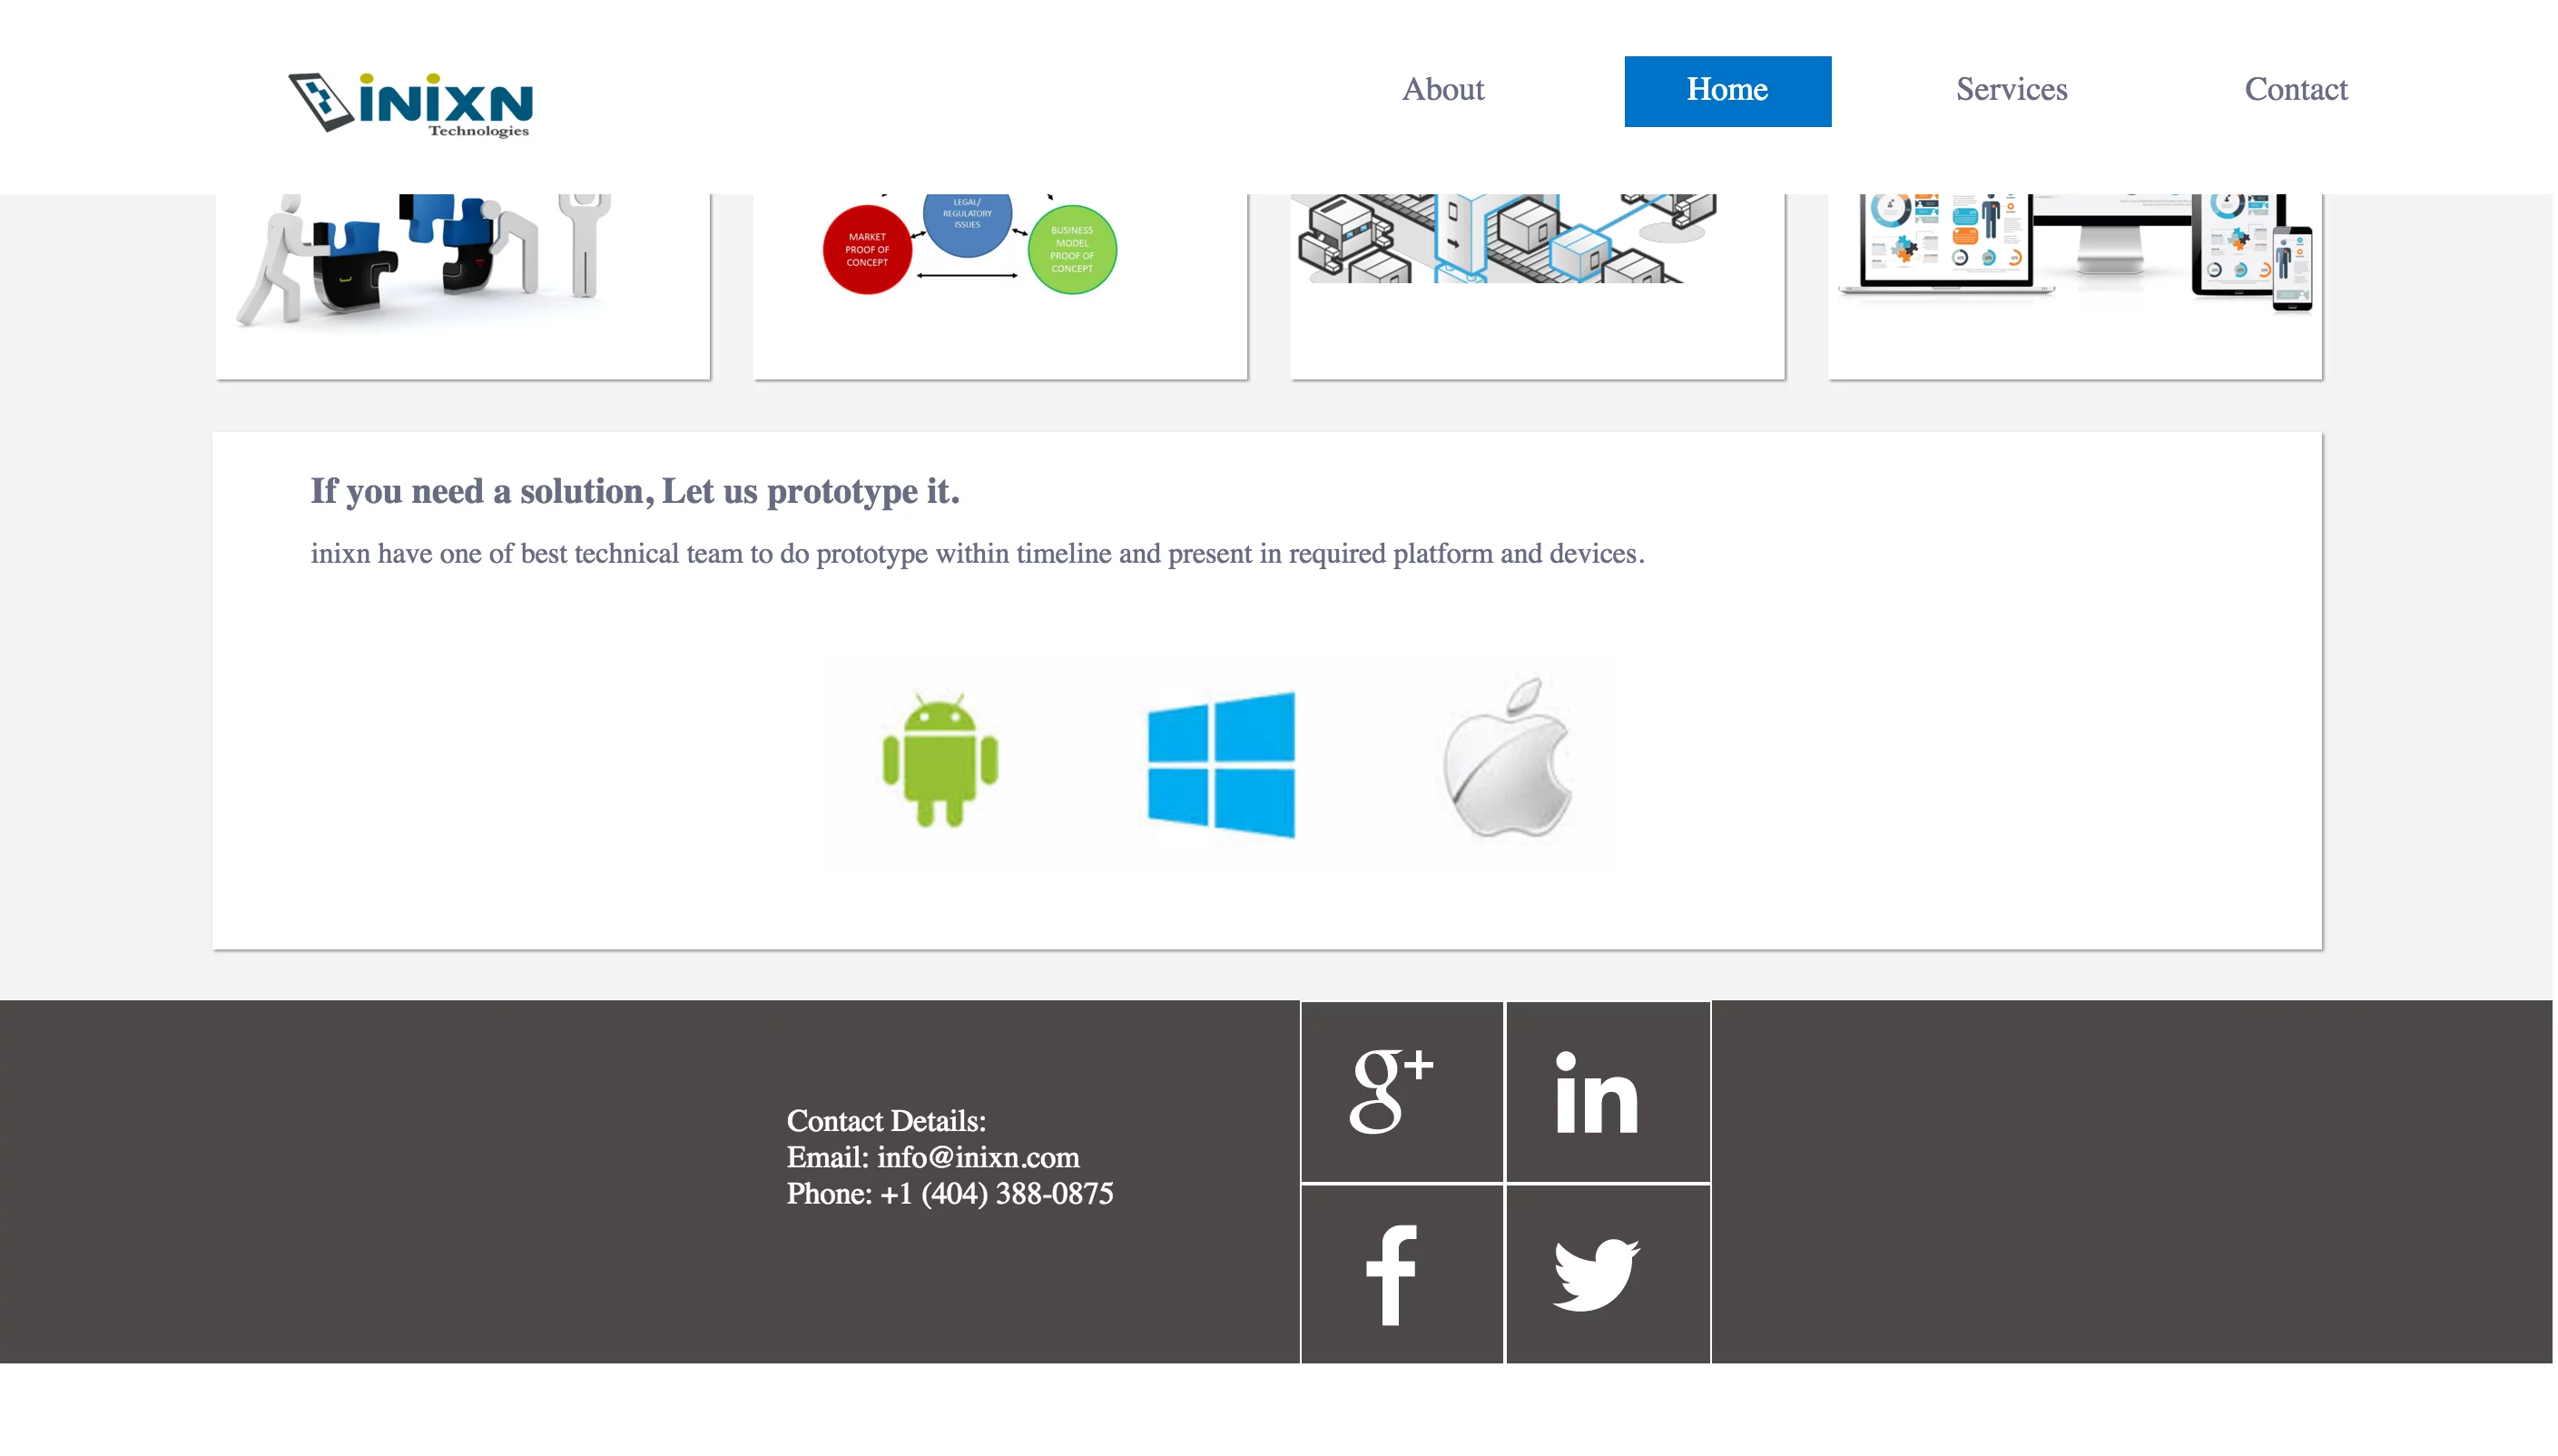 iNiXN
Technologies
About
Home
Services
Contact
LEGAL/
REGULATORY
ISSUES
MARKET
PROOF OF
CONCEPT
BUSINESS
MODEL
PROOF OF
CONCEPT
If you need a solution, Let us prototype it.
inixn have one of best technical team to do prototype within timeline and present in required platform and devices.
g+
in
Contact Details:
Email: info@inixn.com
Phone: +1 (404) 388-0875
f